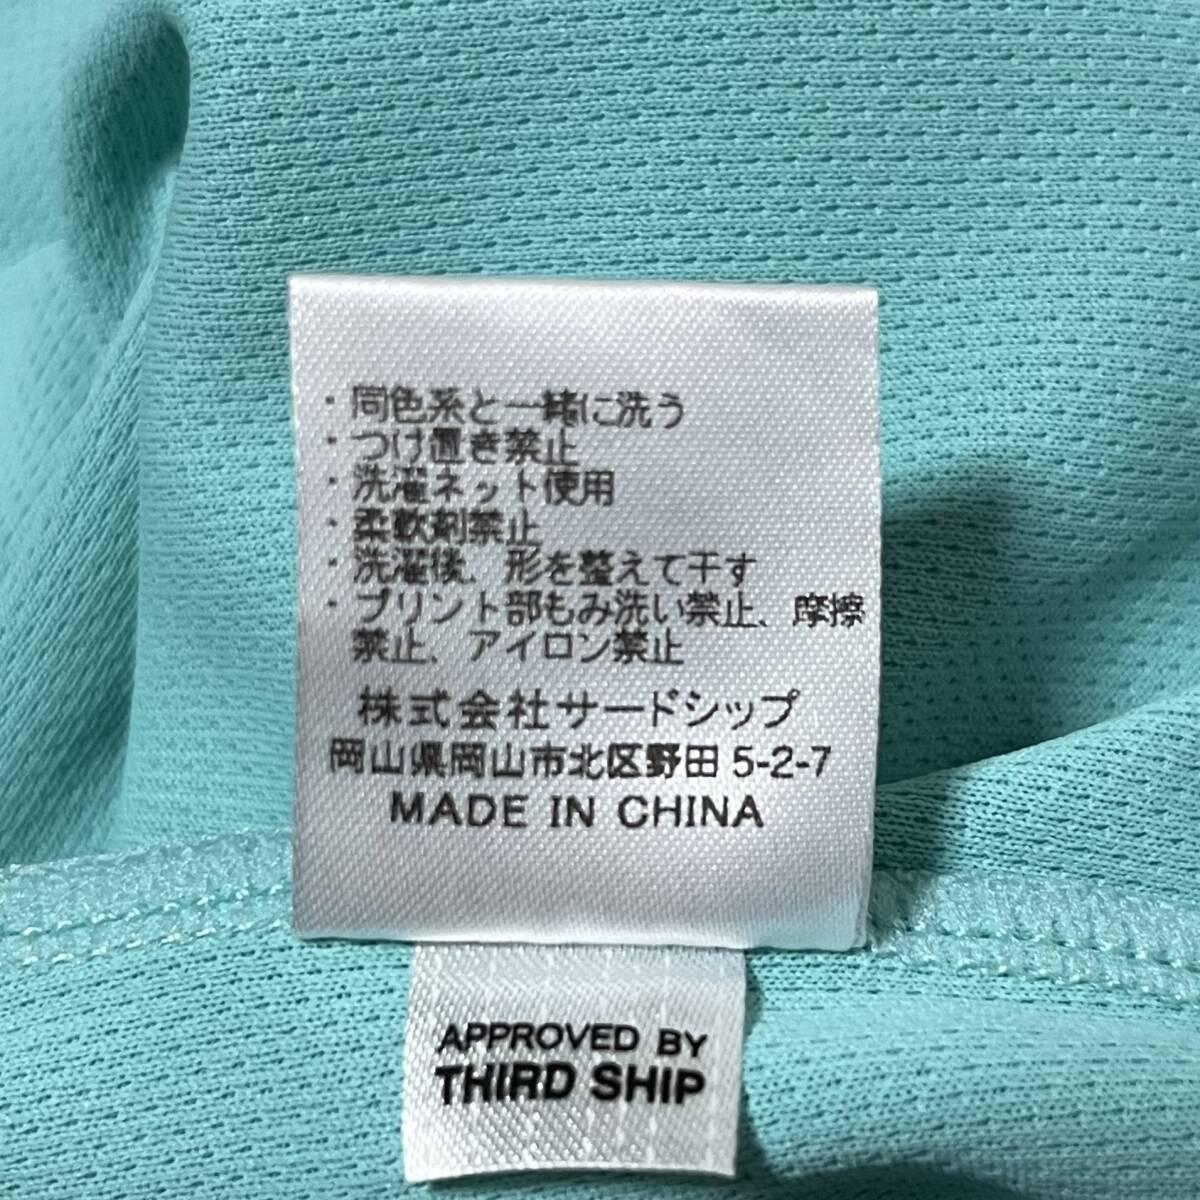 ・同色系と一緒に洗う
・つけ置き禁止
・洗濯ネット使用
・柔軟剤禁止
・洗濯後、形を整えて干す
・プリント部もみ洗い禁止、摩擦
禁止、アイロン禁止
株式会社サードシップ
岡山県岡山市北区野田 5-2-7
MADE IN CHINA
APPROVED BY
THIRD SHIP